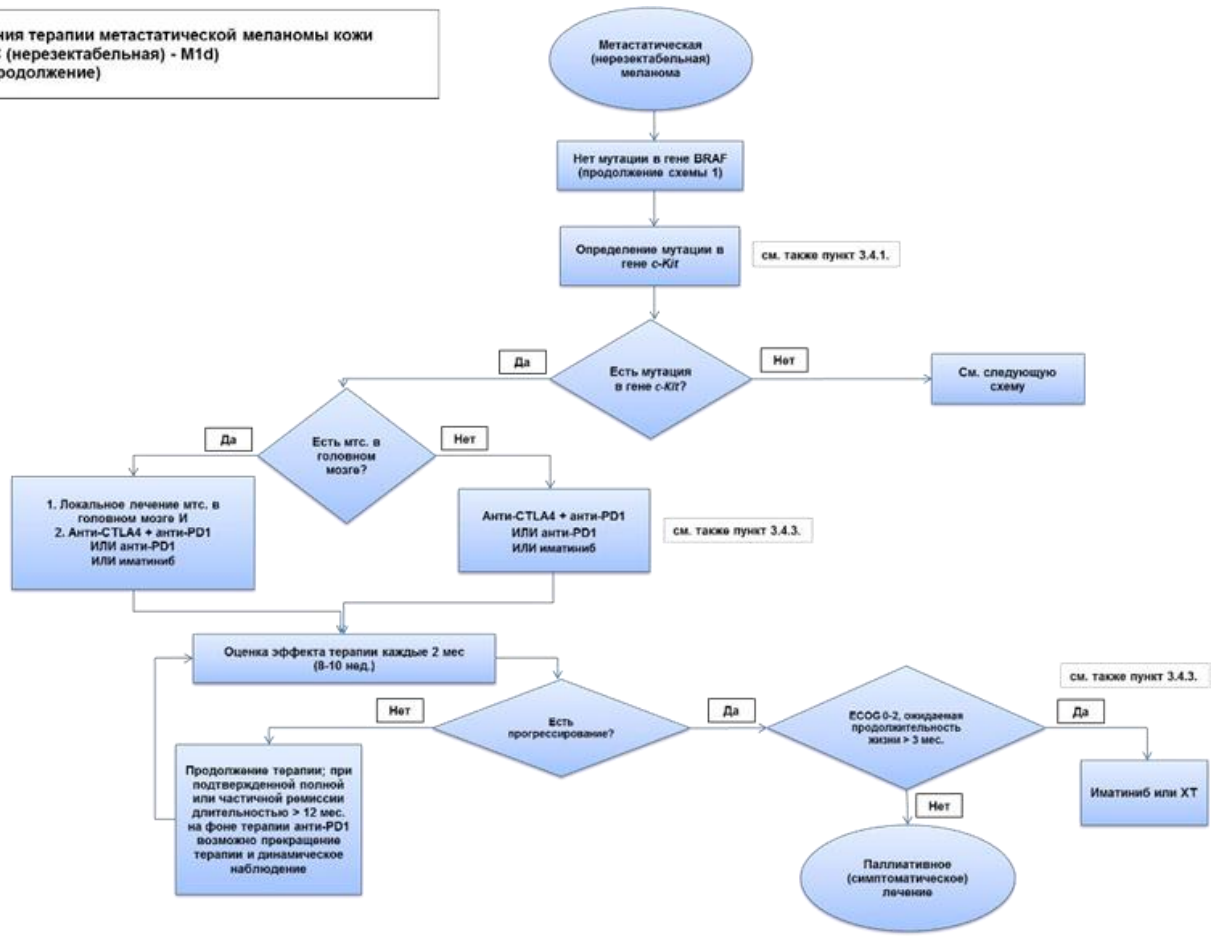 ния терапии метастатической меланомы кожи
(нерезектабельная) - M1d)
родолжение)
Метастатическая
(нерезектабельная)
меланома
Нет мутации в гене BRAF
(продолжение схемы 1)
Определение мутации в
гене c-Kit
см. также пункт 3.4.1.
Есть мутация
в гене c-Kit?
Да
Нет
См. следующую
схему
Есть мтс. в
головном
мозге?
Да
Нет
1. Локальное лечение мтс. в
головном мозге И
2. Анти-CTLA4 + анти-PD1
ИЛИ анти-PD1
ИЛИ иматиниб
Анти-CTLA4 + анти-PD1
ИЛИ анти-PD1
ИЛИ иматиниб
см. также пункт 3.4.3.
Оценка эффекта терапии каждые 2 мес
(8-10 нед.)
Есть
прогрессирование?
Нет
Да
Продолжение терапии; при
подтвержденной полной
или частичной ремиссии
длительностью > 12 мес.
на фоне терапии анти-PD1
возможно прекращение
терапии и динамическое
наблюдение
ECOG 0-2, ожидаемая
продолжительность
жизни > 3 мес.
см. также пункт 3.4.3.
Да
Иматиниб или ХТ
Нет
Паллиативное
(симптоматическое)
лечение